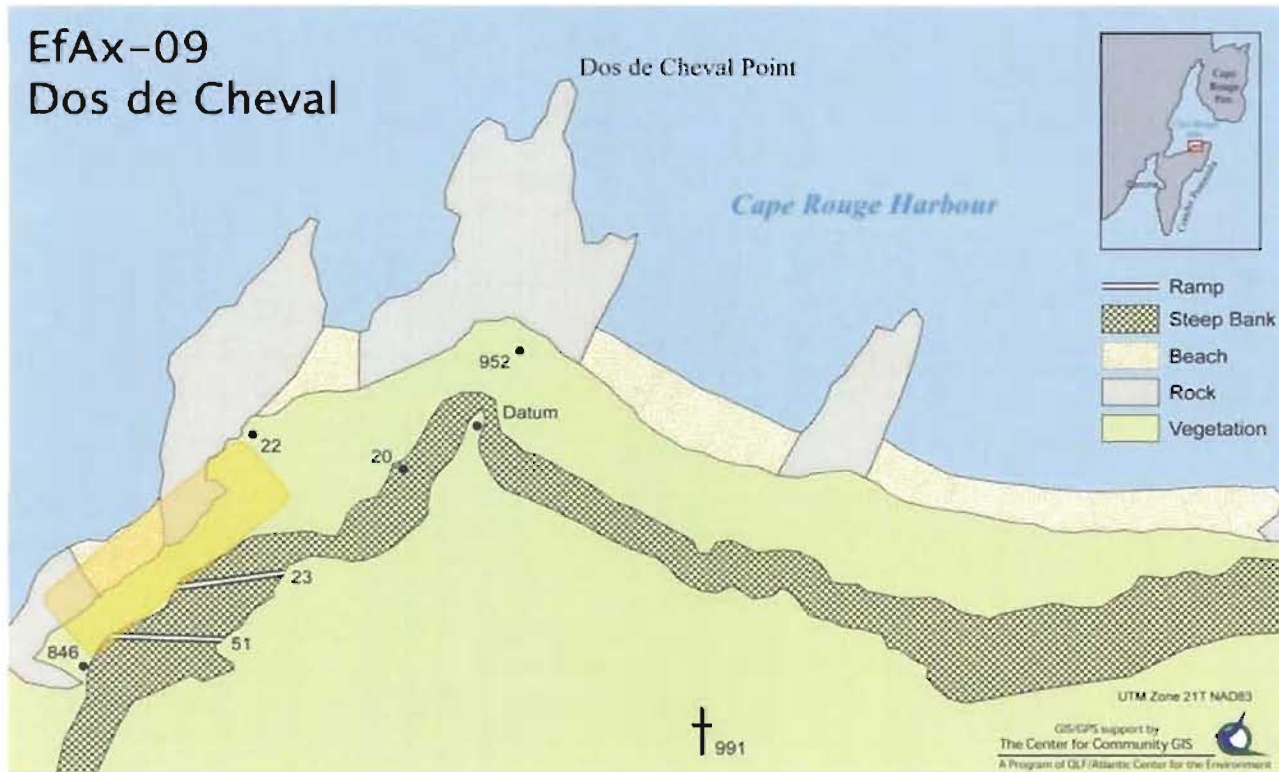 EfAx-09
Dos de Cheval
Dos de Cheval Point
Cape Rouge Harbour
Cape
Rouge
Ramp
Steep Bank
Beach
Rock
Vegetation
952
Datum
22
20
23
51
846
991
UTM Zone 21T NAD83
GIS/GPS support by
The Center for Community GIS
A Program of QLF/Atlantic Center for the Environment